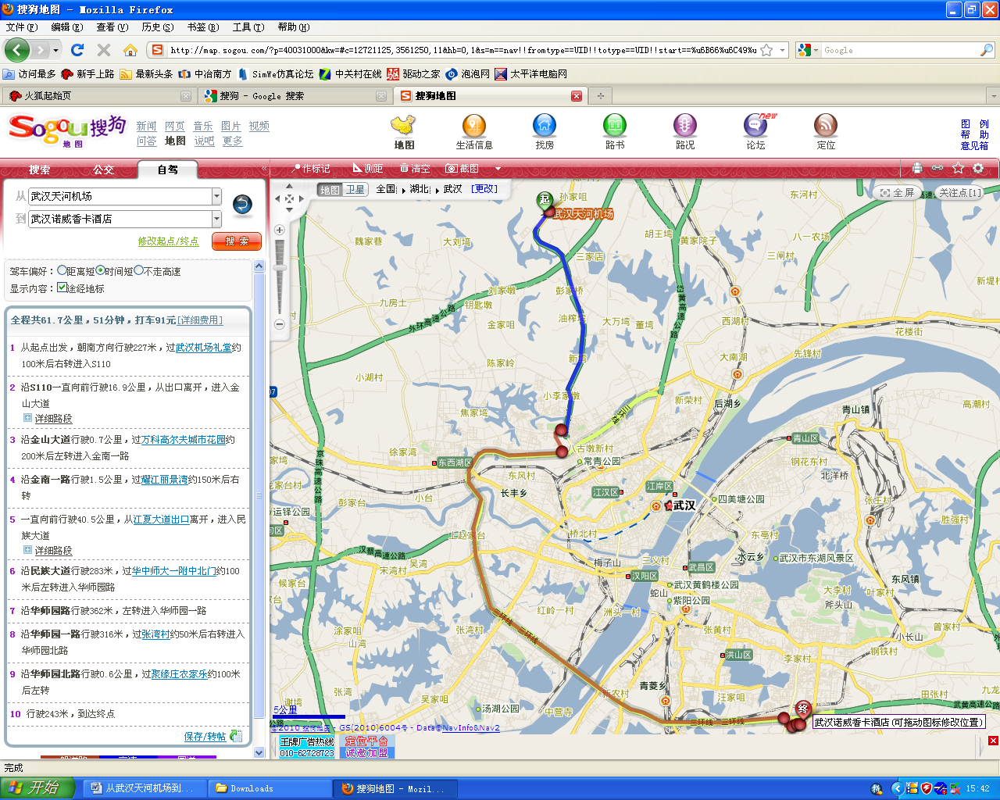 搜狗地图 - Mozilla Firefox
文件(F) 编辑(E) 查看(V) 历史(S) 书签(B) 工具(T) 帮助(H)
http://map.sogou.com/?p=40031000&kw=#c=12721125,3561250,11&hb=0,1&s=m==nav!!fromtype==UID!!totype==UID!!start==%u6B66%u6C49%u
Google
访问最多 新手上路 最新头条 中冶南方 SimWe仿真论坛 中关村在线 驱动之家 泡泡网 太平洋电脑网
火狐起始页 搜狗 - Google 搜索 搜狗地图
Sogou搜狗
地图
新闻 网页 音乐 图片 视频
问答 地图 说吧 更多
地图 生活信息 找房 路书 路况 论坛 定位
new
图 例
帮 助
意见箱
搜索 公交 自驾 «
作标记 测距 清空 截图
从 武汉天河机场
到 武汉诺威香卡酒店
修改起点/终点 搜 索
驾车偏好：距离短 时间短 不走高速
显示内容：途经地标
全程共61.7公里，51分钟，打车91元[详细费用]
1 从起点出发，朝南方向行驶227米，过武汉机场礼堂约
100米后右转进入S110
2 沿S110一直向前行驶16.9公里，从出口离开，进入金
山大道
详细路段
3 沿金山大道行驶0.7公里，过万科高尔夫城市花园约
200米后左转进入金南一路
4 沿金南一路行驶1.5公里，过耀江丽景湾约150米后右
转
5 一直向前行驶40.5公里，从江夏大道出口离开，进入民
族大道
详细路段
6 沿民族大道行驶283米，过华中师大一附中北门约100
米后左转进入华师园路
7 沿华师园路行驶362米，左转进入华师园一路
8 沿华师园一路行驶316米，过张湾村约50米后右转进入
华师园北路
9 沿华师园北路行驶0.6公里，过聚缘庄农家乐约100米
后左转
10 行驶243米，到达终点
保存/转帖
地图 卫星 全国 湖北 武汉 [更改]
全屏 关注点[1]
起
武汉天河机场
孙家咀
东河村
魏家巷
大刘塆
胡王塆
黄家院子
八一农场
三闸村
三家店
新堤村
刘家墩
彭家桥
九房土
钥匙墩
外环高速公路
金家咀
油榨塆
大万塆
董塆
岱黄高速公路
西湖村
花楼街
先锋村
大南湖
陈家岭
小湖村
小李家墩
新荣村
后湖乡
青山镇
高潮村
焦家塆
三环线
徐家湾
八古墩新村
常青公园
东西湖区
东风村
长丰乡
江汉区
江岸区
青山区
钢花东村
北洋桥
京珠高速公路
彭家台
小台
武汉
四美塘公园
张王村
胜强村
运铎公园
上赵家台
桥北村
东亭村
汉蔡高速公路
吴湾
宋湾村
梅子山
三义村
水云乡
武汉市东湖风景区
候家台
汉阳区
武昌区
武汉黄鹤楼公园
蛇山
紫阳公园
东风镇
大李村
叶家村
斧头山
红岭一村
洲头一村
涂家咀
山湾
张湾村
三环线
张黄村
曾家村
小长山
钢铁村
洪山区
李家村
青菱乡
汪家村
张湾
吴家咀
新农村
田张村
九龙
汤湖公园
中营寺
三环线
三环线
武黄高速公路
终
武汉诺威香卡酒店(可拖动图标修改位置)
5公里
王牌广告热线
010-62728723
定位平台
诚邀加盟
完成
开始 从武汉天河机场到... Downloads 搜狗地图 - Mozil... 15:42